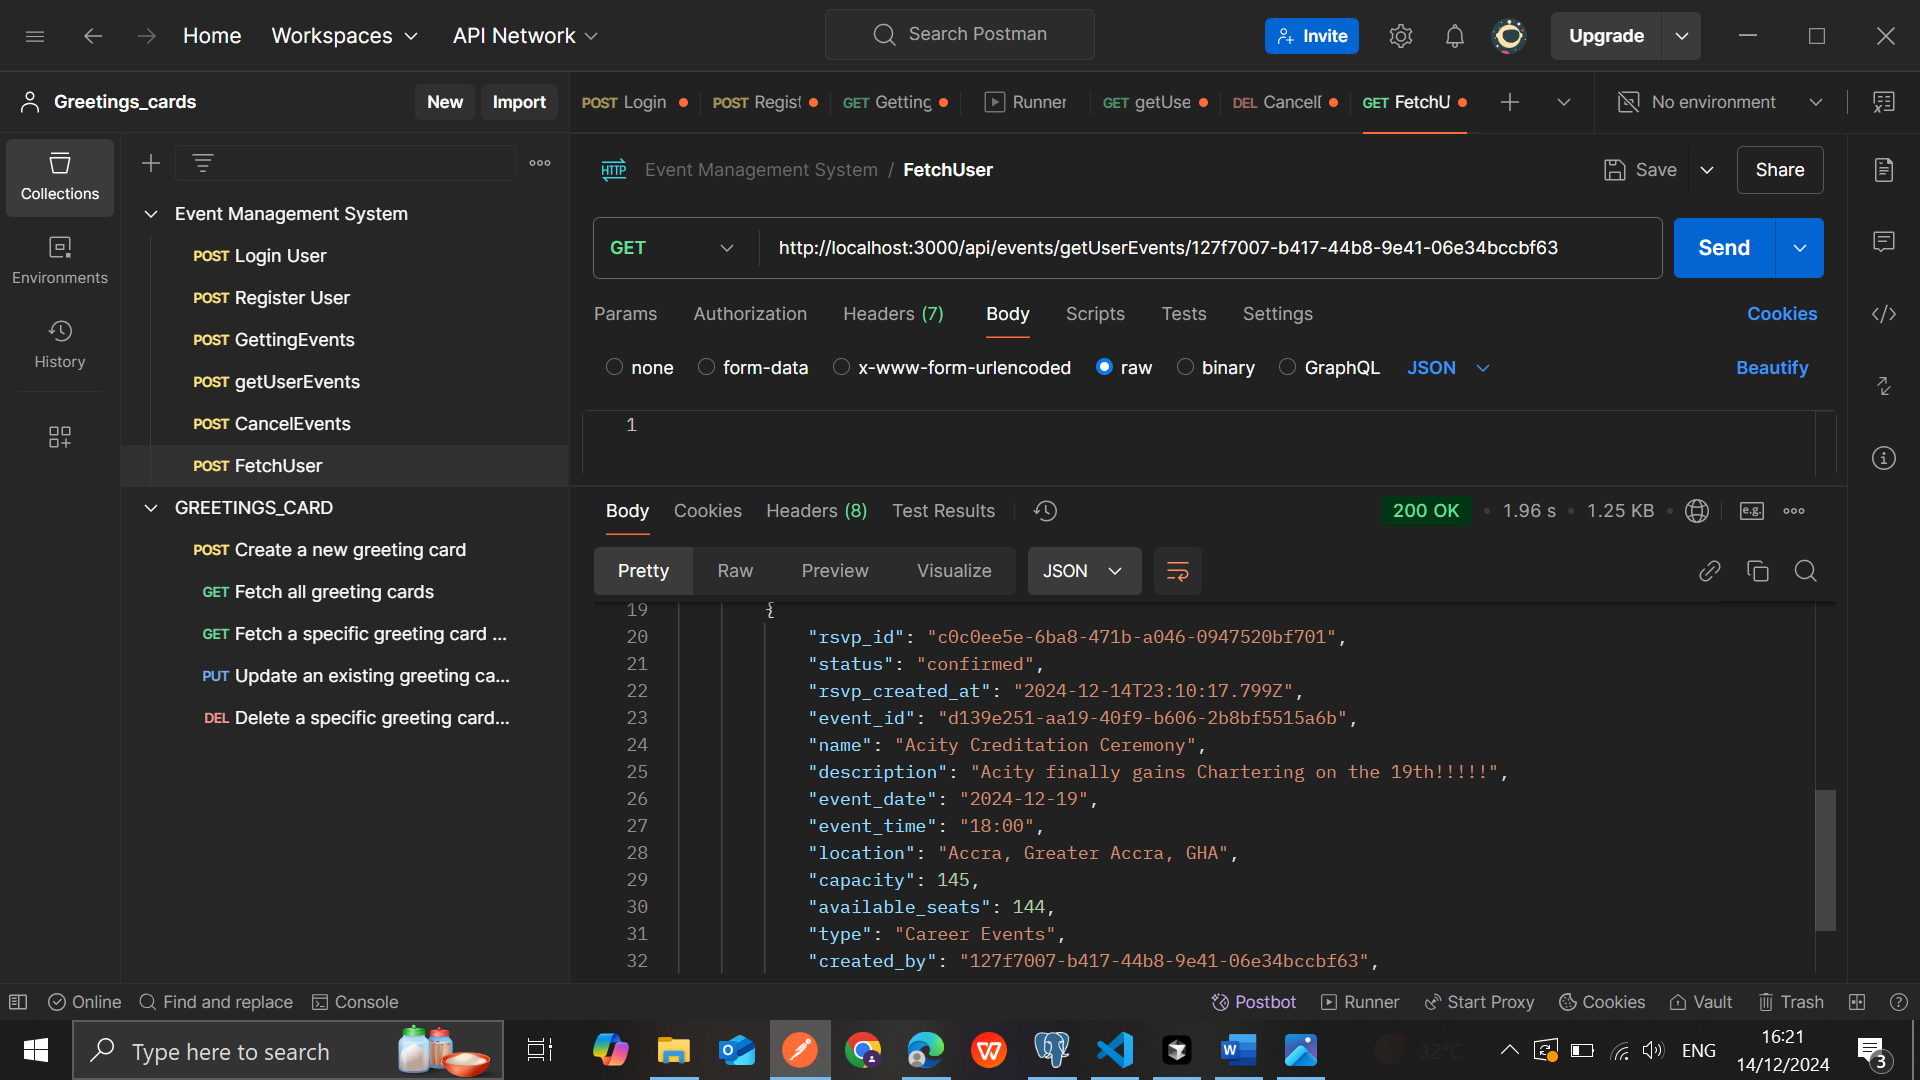 Home Workspaces API Network Search Postman Invite Upgrade
Greetings_cards New Import
POST Login POST Regist GET Getting Runner GET getUse DEL CancelE GET FetchU No environment
Collections
Environments
History
Event Management System
POST Login User
POST Register User
POST GettingEvents
POST getUserEvents
POST CancelEvents
POST FetchUser
GREETINGS_CARD
POST Create a new greeting card
GET Fetch all greeting cards
GET Fetch a specific greeting card ...
PUT Update an existing greeting ca...
DEL Delete a specific greeting card...
HTTP Event Management System / FetchUser Save Share
GET http://localhost:3000/api/events/getUserEvents/127f7007-b417-44b8-9e41-06e34bccbf63 Send
Params Authorization Headers (7) Body Scripts Tests Settings Cookies
none form-data x-www-form-urlencoded raw binary GraphQL JSON Beautify
1
Body Cookies Headers (8) Test Results 200 OK • 1.96 s • 1.25 KB • e.g.
Pretty Raw Preview Visualize JSON
19 {
20 "rsvp_id": "c0c0ee5e-6ba8-471b-a046-0947520bf701",
21 "status": "confirmed",
22 "rsvp_created_at": "2024-12-14T23:10:17.799Z",
23 "event_id": "d139e251-aa19-40f9-b606-2b8bf5515a6b",
24 "name": "Acity Creditation Ceremony",
25 "description": "Acity finally gains Chartering on the 19th!!!!!",
26 "event_date": "2024-12-19",
27 "event_time": "18:00",
28 "location": "Accra, Greater Accra, GHA",
29 "capacity": 145,
30 "available_seats": 144,
31 "type": "Career Events",
32 "created_by": "127f7007-b417-44b8-9e41-06e34bccbf63",
Online Find and replace Console Postbot Runner Start Proxy Cookies Vault Trash
Type here to search 32°C ENG 16:21
14/12/2024 3